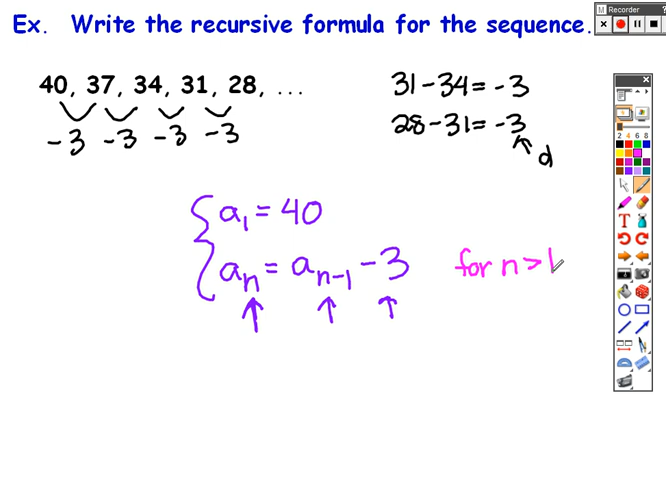 Ex. Write the recursive formula for the sequence.
Recorder
40, 37, 34, 31, 28, ...
-3 -3 -3 -3
31 - 34 = -3
28 - 31 = -3
d
a₁ = 40
aₙ = aₙ₋₁ - 3 for n > 1
2 4 6 8
T